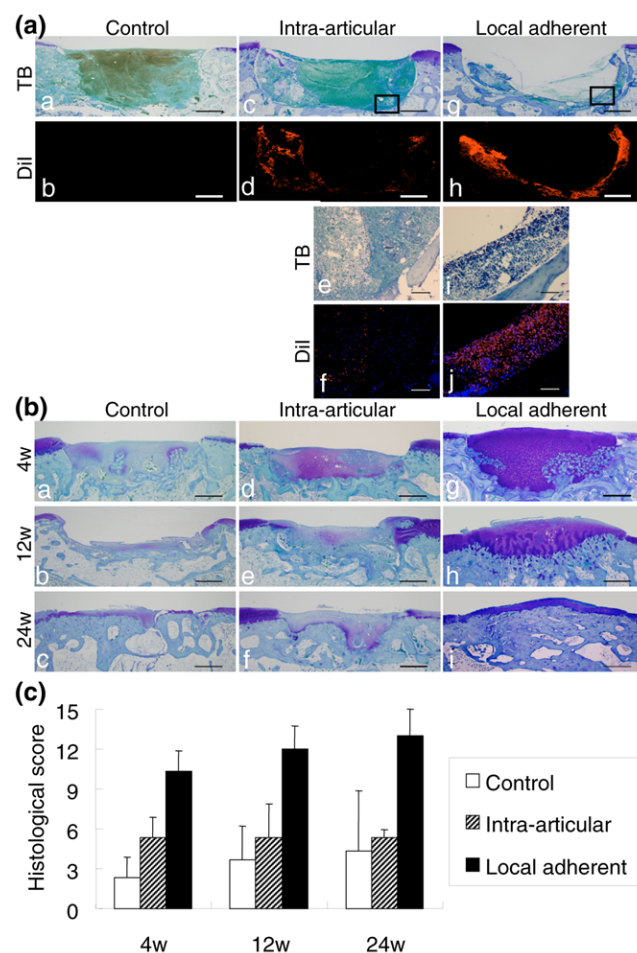 (a)
Control Intra-articular Local adherent
TB
a c g
DiI
b d h
TB
e i
DiI
f j
(b)
Control Intra-articular Local adherent
4w
a d g
12w
b e h
24w
c f i
(c)
Histological score
15
12
9
6
3
0
4w 12w 24w
Control
Intra-articular
Local adherent